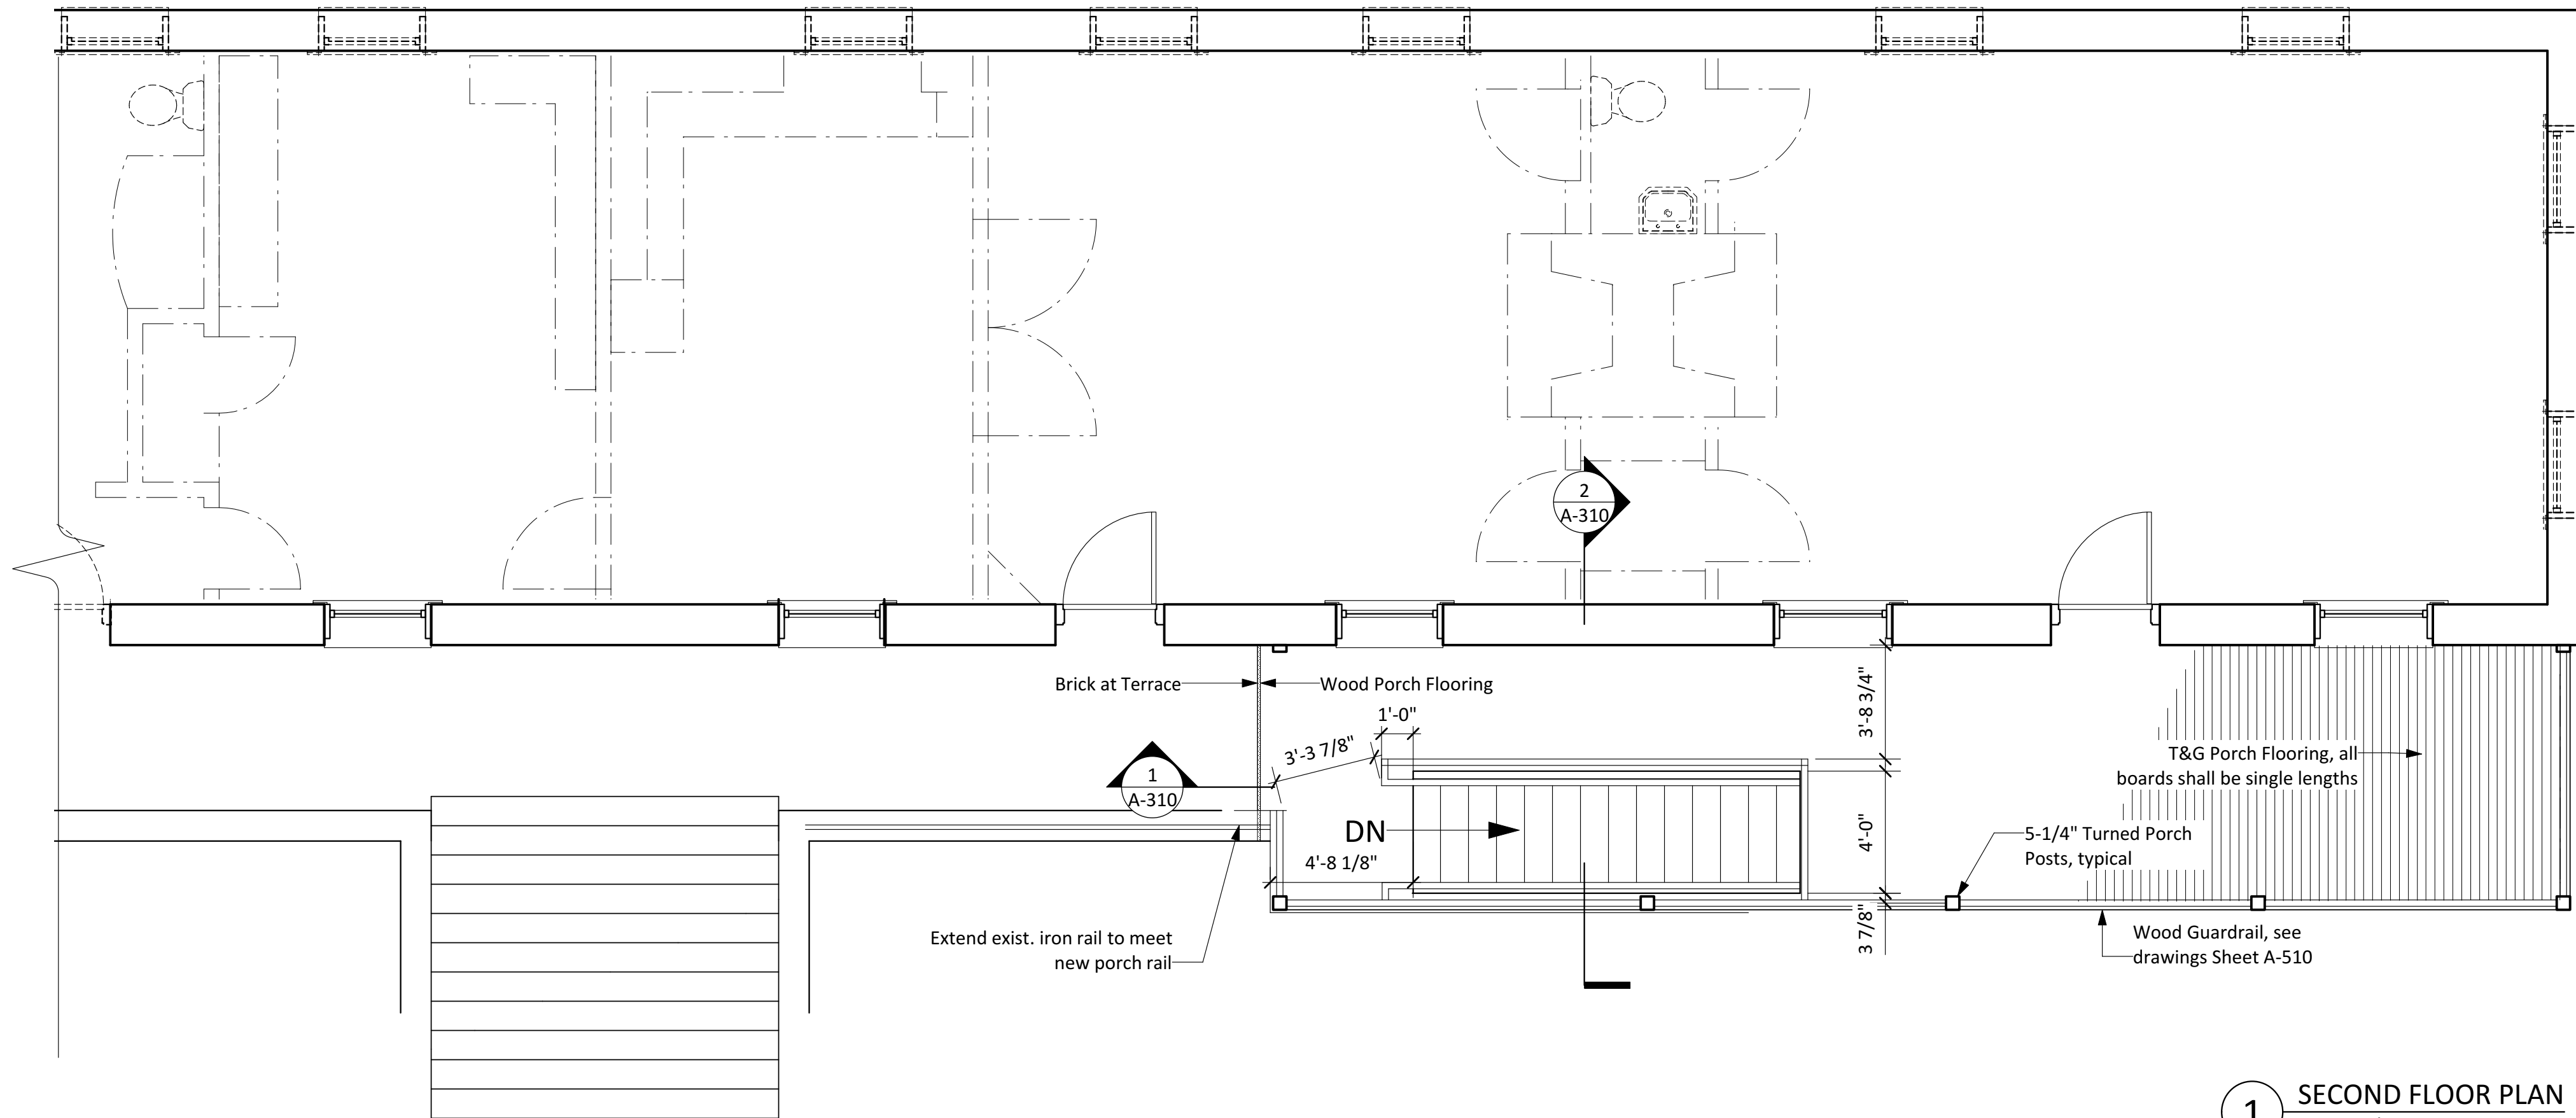 2
A-310
Brick at Terrace
Wood Porch Flooring
3'-8 3/4"
1'-0"
3'-3 7/8"
T&G Porch Flooring, all
boards shall be single lengths
1
A-310
DN
4'-8 1/8"
4'-0"
5-1/4" Turned Porch
Posts, typical
3 7/8"
Extend exist. iron rail to meet
new porch rail
Wood Guardrail, see
drawings Sheet A-510
1
SECOND FLOOR PLAN